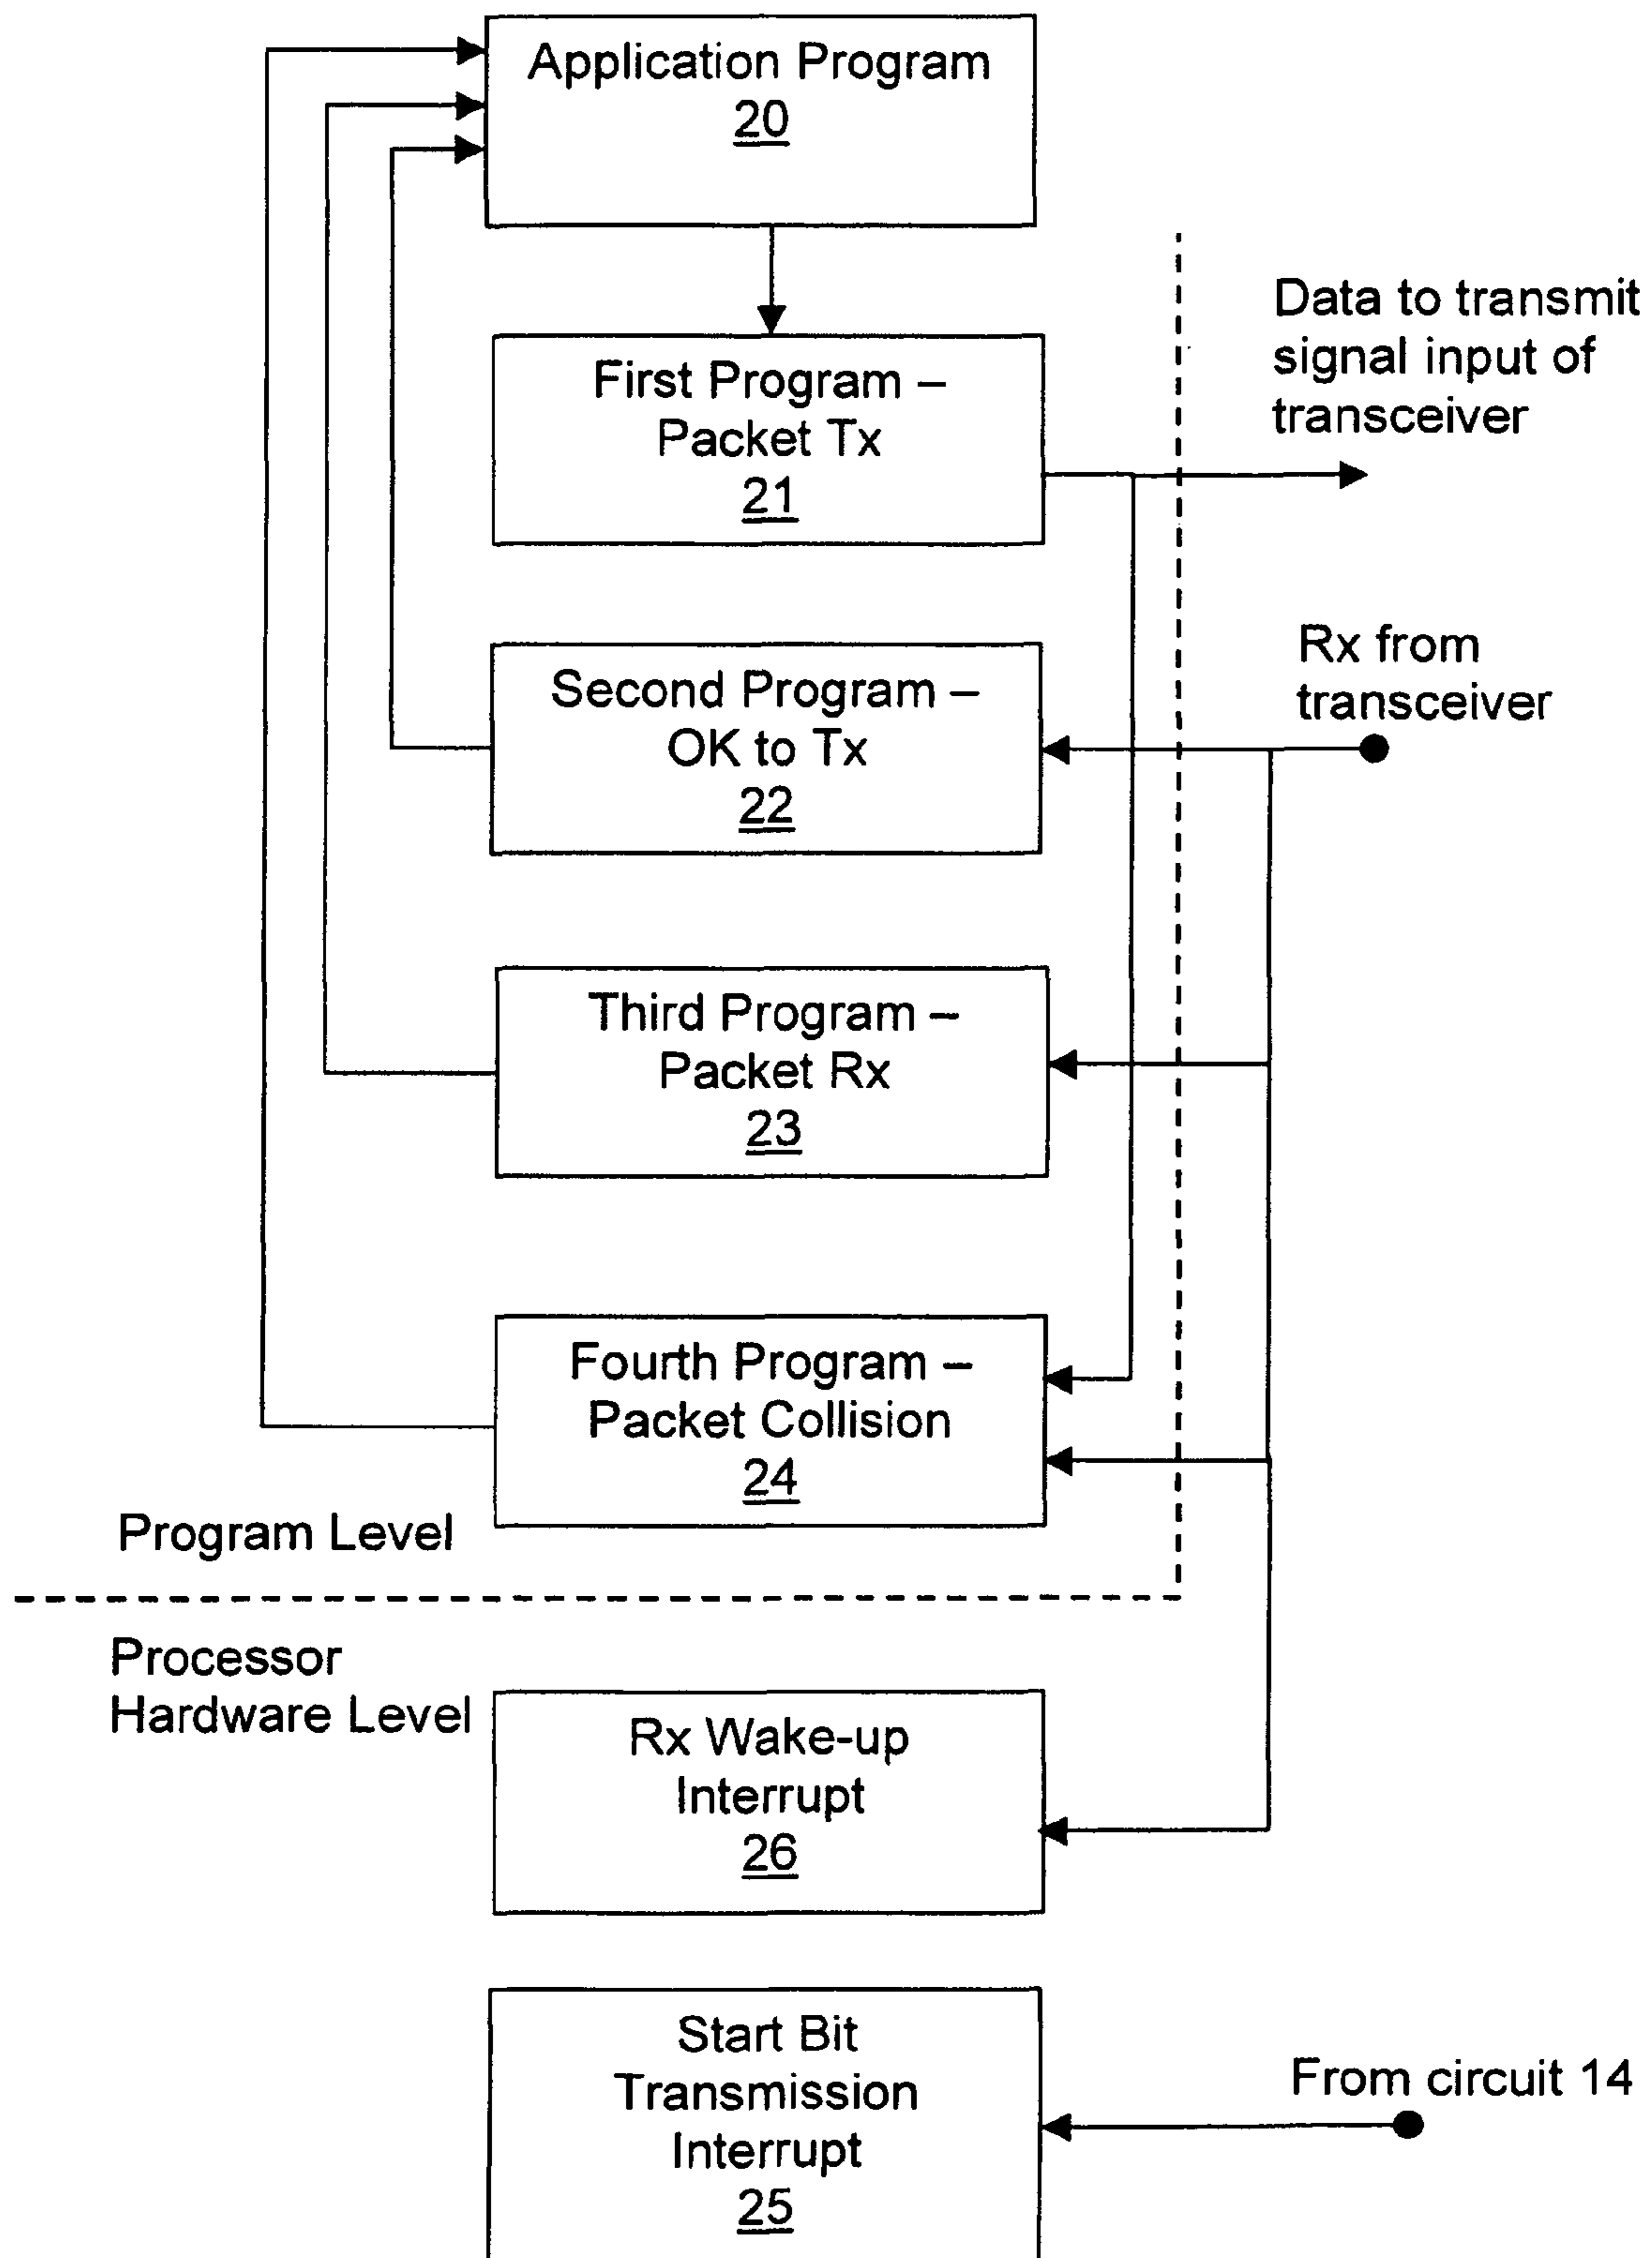 Application Program
20
Data to transmit
signal input of
transceiver
First Program –
Packet Tx
21
Rx from
transceiver
Second Program –
OK to Tx
22
Third Program –
Packet Rx
23
Fourth Program –
Packet Collision
24
Program Level
Processor
Hardware Level
Rx Wake-up
Interrupt
26
Start Bit
Transmission
Interrupt
25
From circuit 14